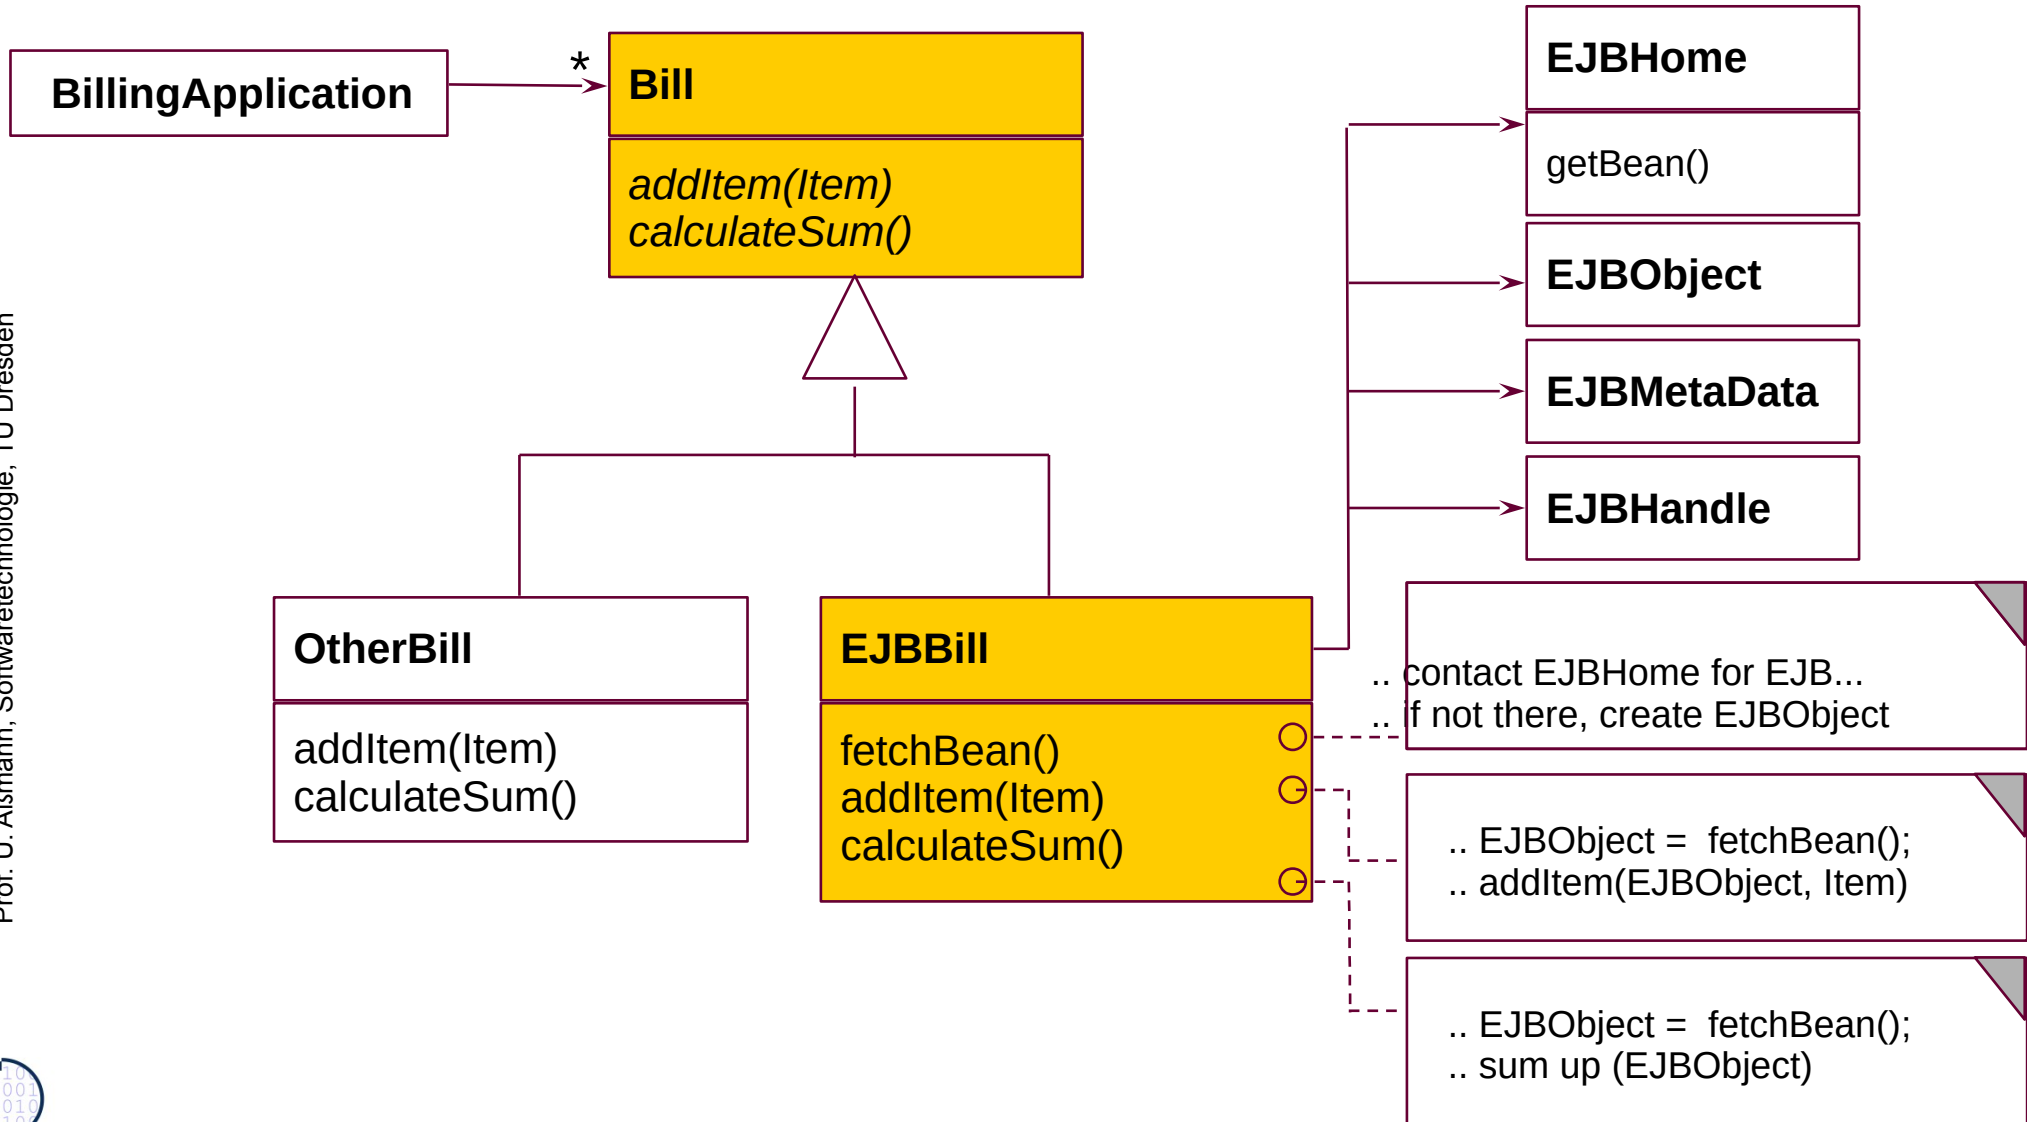 BillingApplication
*
Bill
addItem(Item)
calculateSum()
EJBHome
getBean()
EJBObject
EJBMetaData
EJBHandle
OtherBill
addItem(Item)
calculateSum()
EJBBill
fetchBean()
addItem(Item)
calculateSum()
.. contact EJBHome for EJB...
.. if not there, create EJBObject
.. EJBObject = fetchBean();
.. addItem(EJBObject, Item)
.. EJBObject = fetchBean();
.. sum up (EJBObject)
Prof. U. Aßmann, Softwaretechnologie, TU Dresden